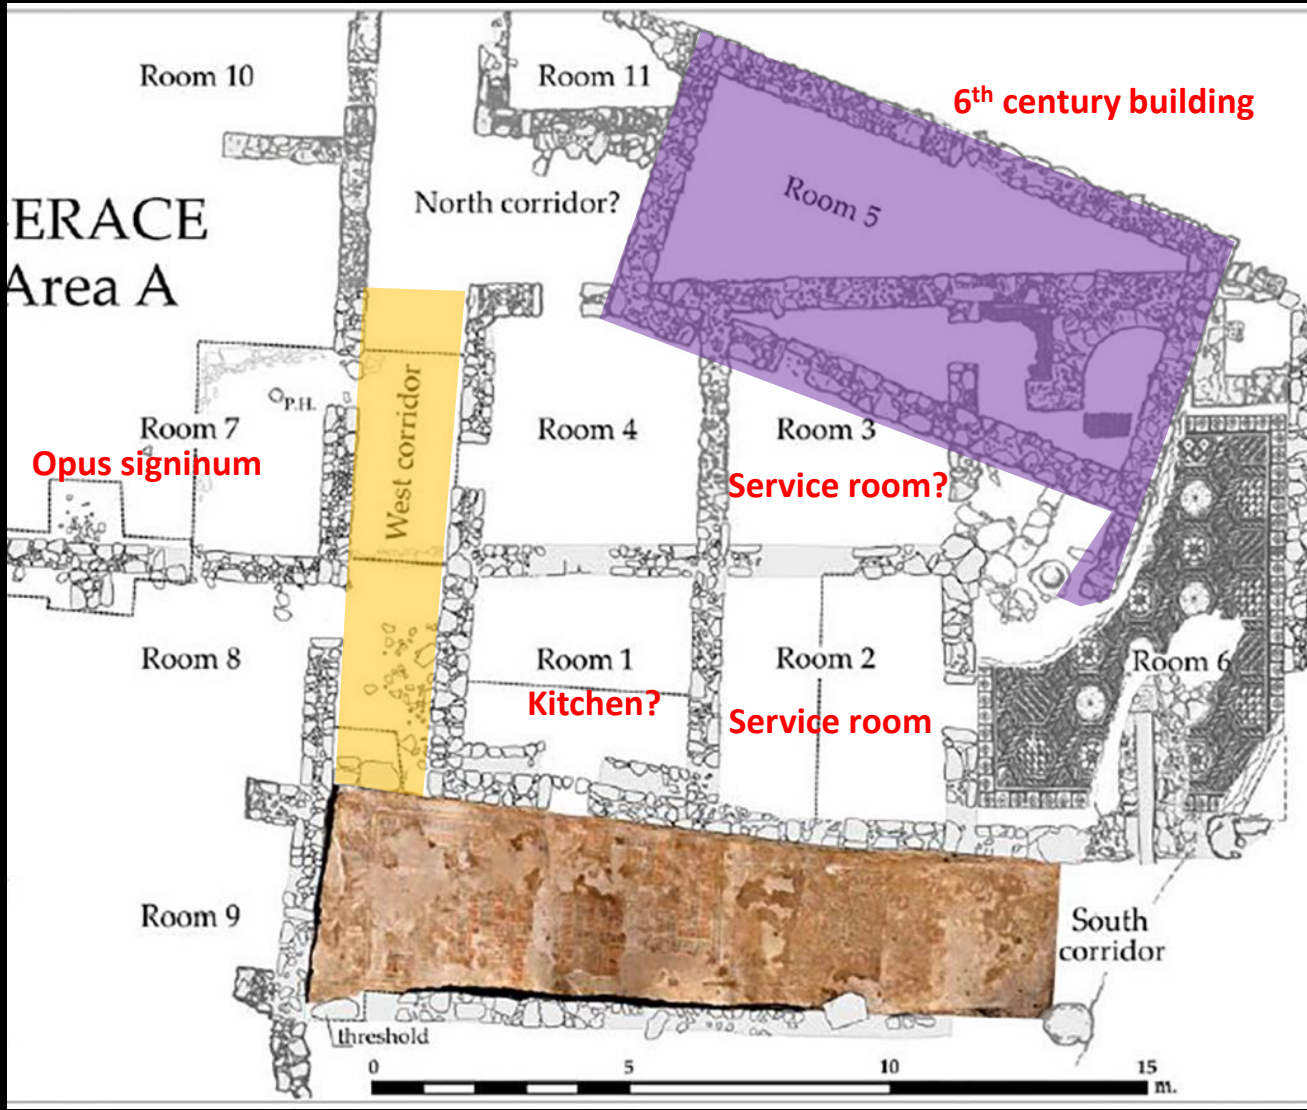 Room 10
Room 11
6th century building
Room 5
North corridor?
ERACE
Area A
West corridor
P.H.
Room 7
Room 4
Room 3
Opus signinum
Service room?
Room 8
Room 1
Room 2
Room 6
Kitchen?
Service room
Room 9
South
corridor
threshold
0 5 10 15
m.